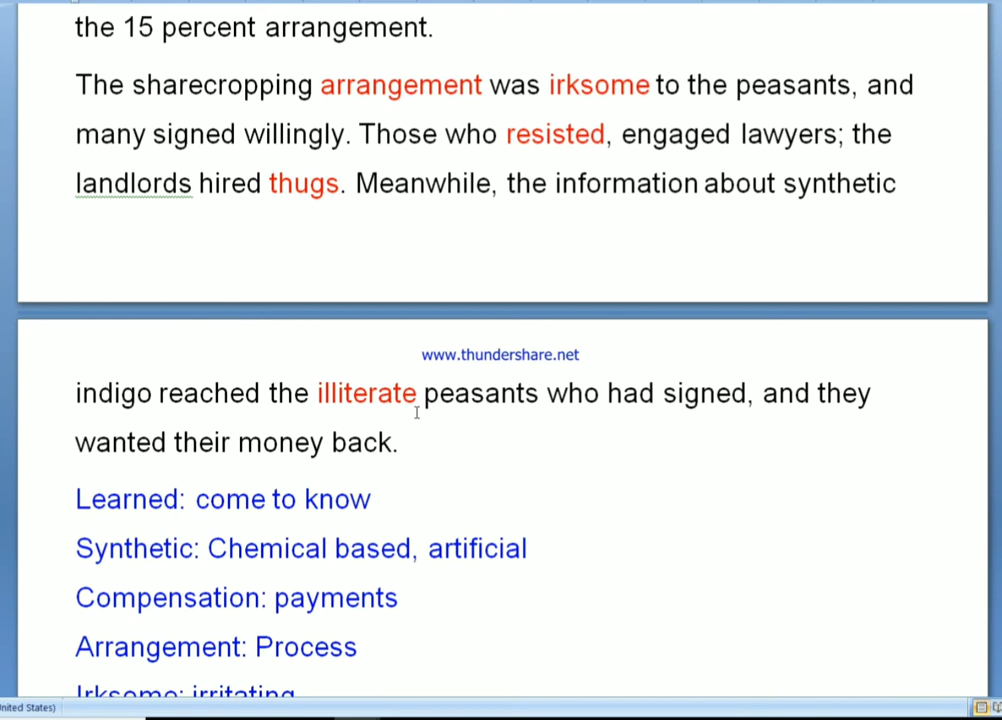 the 15 percent arrangement.
The sharecropping arrangement was irksome to the peasants, and
many signed willingly. Those who resisted, engaged lawyers; the
landlords hired thugs. Meanwhile, the information about synthetic
www.thundershare.net
indigo reached the illiterate peasants who had signed, and they
wanted their money back.
Learned: come to know
Synthetic: Chemical based, artificial
Compensation: payments
Arrangement: Process
Irksome: irritating
nited States)